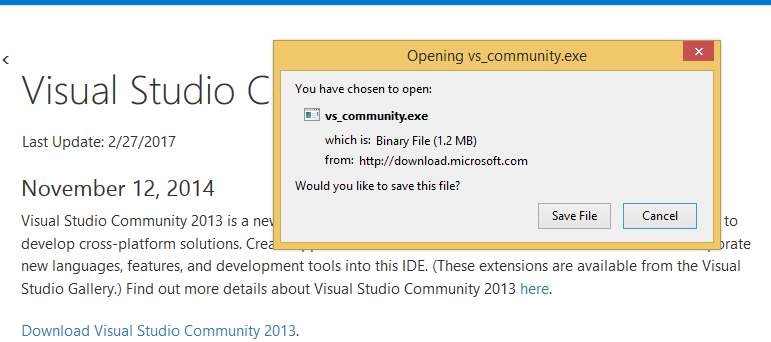 Opening vs_community.exe
You have chosen to open:
vs_community.exe
which is: Binary File (1.2 MB)
from: http://download.microsoft.com
Would you like to save this file?
Save File
Cancel
Visual Studio C
Last Update: 2/27/2017
November 12, 2014
Visual Studio Community 2013 is a new to
develop cross-platform solutions. Crea
new languages, features, and development tools into this IDE. (These extensions are available from the Visual
Studio Gallery.) Find out more details about Visual Studio Community 2013 here.
Download Visual Studio Community 2013.